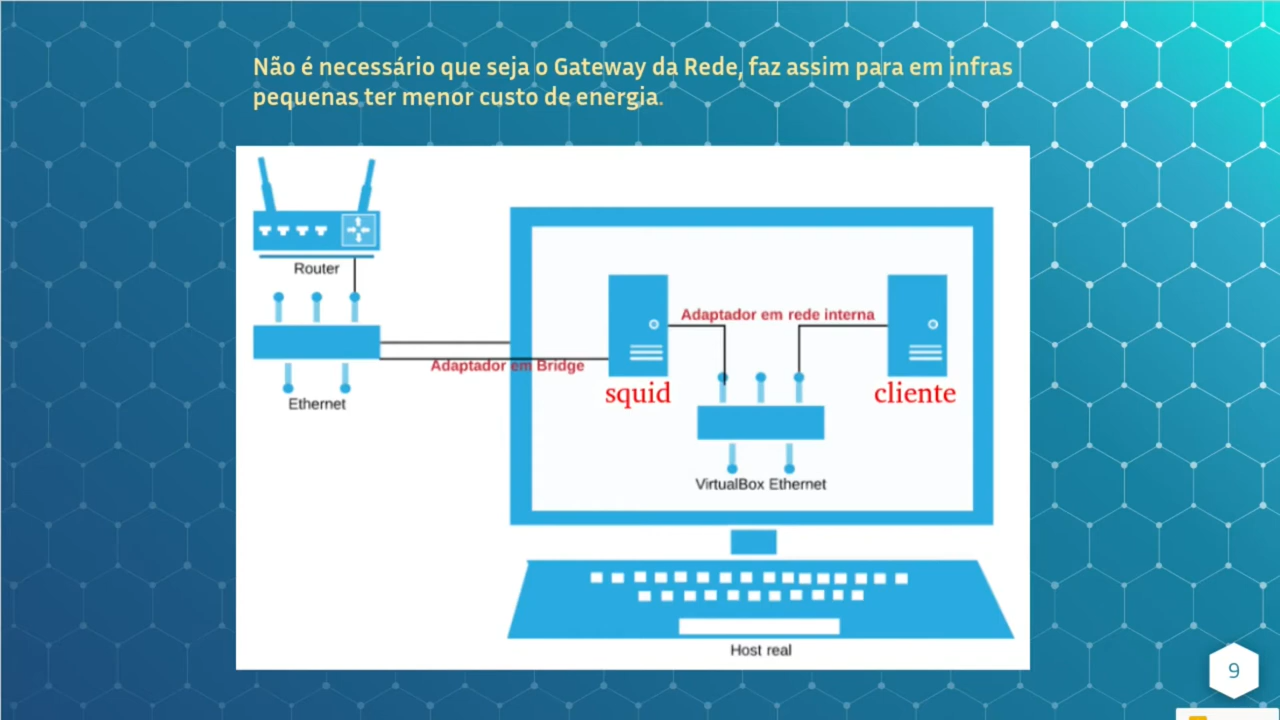 Não é necessário que seja o Gateway da Rede, faz assim para em infras
pequenas ter menor custo de energia.
Router
Adaptador em rede interna
Adaptador em Bridge
squid
cliente
Ethernet
VirtualBox Ethernet
Host real
9